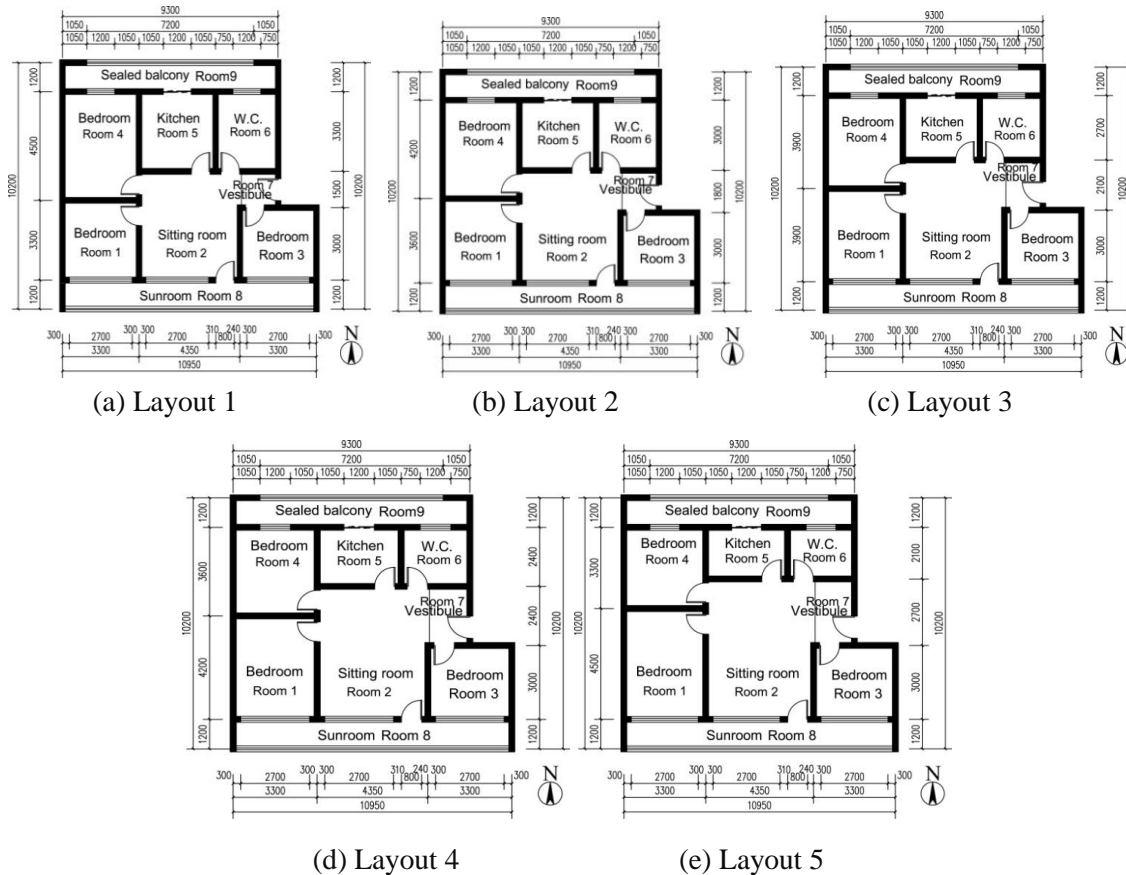 9300
1050 7200 1050
1050 1200 1050 1200 1050 750 1200 750
Sealed balcony Room9
Bedroom Room 4
Kitchen Room 5
W.C. Room 6
Room 7 Vestibule
Bedroom Room 1
Sitting room Room 2
Bedroom Room 3
Sunroom Room 8
10200
1200 4500 3300 1200
1200 3300 1500 3000 1200
10200
300 2700 300 300 2700 310 800 240 300 2700 300
3300 4350 3300
10950
N
(a) Layout 1
9300
1050 7200 1050
1050 1200 1050 1200 1050 750 1200 750
Sealed balcony Room9
Bedroom Room 4
Kitchen Room 5
W.C. Room 6
Room 7 Vestibule
Bedroom Room 1
Sitting room Room 2
Bedroom Room 3
Sunroom Room 8
10200
1200 4200 3600 1200
1200 3000 1800 3000 1200
10200
300 2700 300 300 2700 310 800 240 300 2700 300
3300 4350 3300
10950
N
(b) Layout 2
9300
1050 7200 1050
1050 1200 1050 1200 1050 750 1200 750
Sealed balcony Room9
Bedroom Room 4
Kitchen Room 5
W.C. Room 6
Room 7 Vestibule
Bedroom Room 1
Sitting room Room 2
Bedroom Room 3
Sunroom Room 8
10200
1200 3900 3900 1200
1200 2700 2100 3000 1200
10200
300 2700 300 300 2700 310 800 240 300 2700 300
3300 4350 3300
10950
N
(c) Layout 3
9300
1050 7200 1050
1050 1200 1050 1200 1050 750 1200 750
Sealed balcony Room9
Bedroom Room 4
Kitchen Room 5
W.C. Room 6
Room 7 Vestibule
Bedroom Room 1
Sitting room Room 2
Bedroom Room 3
Sunroom Room 8
10200
1200 3600 4200 1200
1200 2400 2400 3000 1200
10200
300 2700 300 300 2700 310 800 240 300 2700 300
3300 4350 3300
10950
N
(d) Layout 4
9300
1050 7200 1050
1050 1200 1050 1200 1050 750 1200 750
Sealed balcony Room9
Bedroom Room 4
Kitchen Room 5
W.C. Room 6
Room 7 Vestibule
Bedroom Room 1
Sitting room Room 2
Bedroom Room 3
Sunroom Room 8
10200
1200 3300 4500 1200
1200 2100 2700 3000 1200
10200
300 2700 300 300 2700 310 800 240 300 2700 300
3300 4350 3300
10950
N
(e) Layout 5